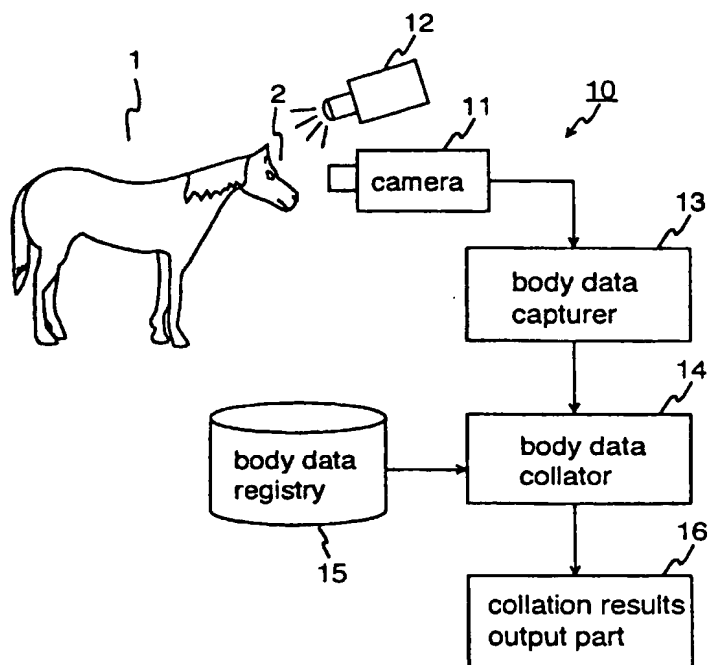 12
1
2
10
11
camera
13
body data
capturer
14
body data
registry
body data
collator
15
16
collation results
output part